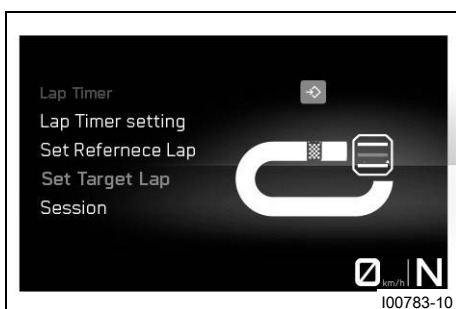 Lap Timer
Lap Timer setting
Set Refernece Lap
Set Target Lap
Session
0 km/h N
I00783-10